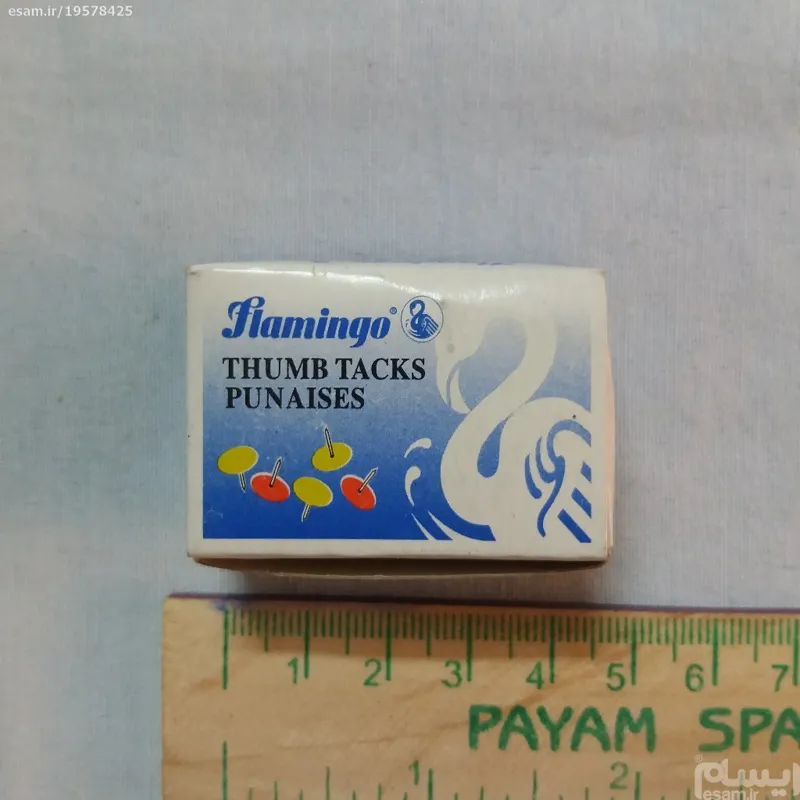 esam.ir/19578425
flamingo®
THUMB TACKS
PUNAISES
1 2 3 4 5 6 7
PAYAM SPA
1 2
ایسام®
esam.ir